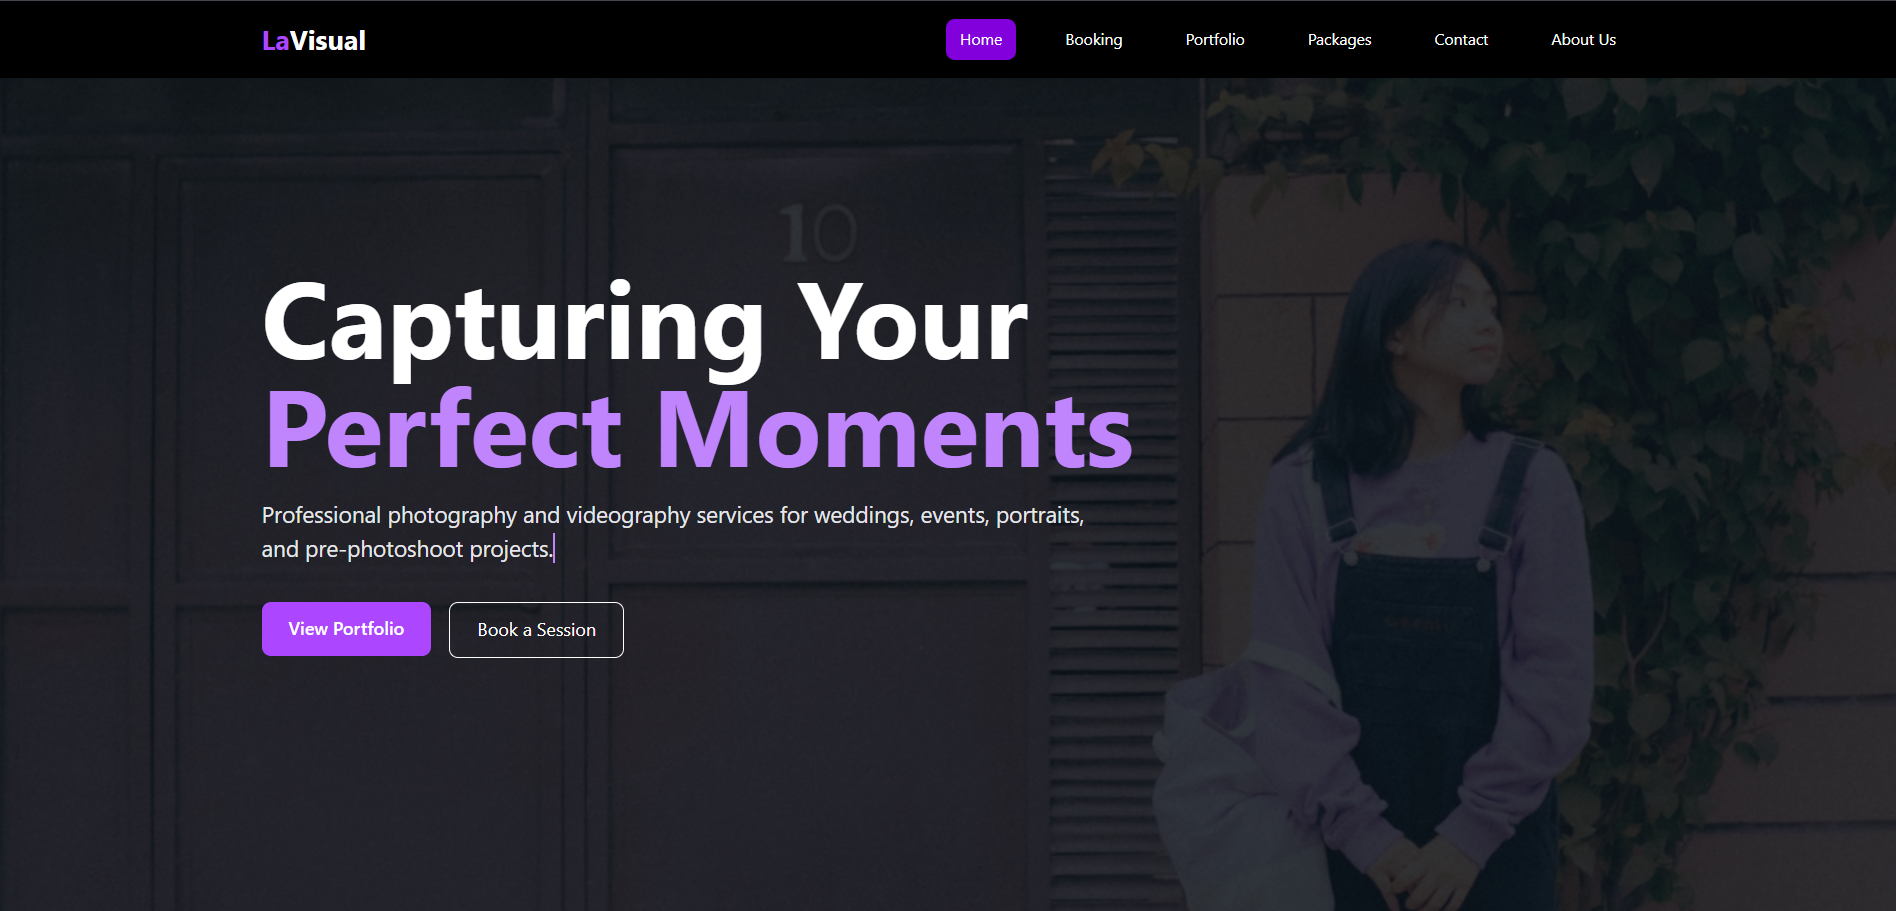 LaVisual
Home Booking Portfolio Packages Contact About Us
10
Capturing Your
Perfect Moments
Professional photography and videography services for weddings, events, portraits,
and pre-photoshoot projects.
View Portfolio Book a Session